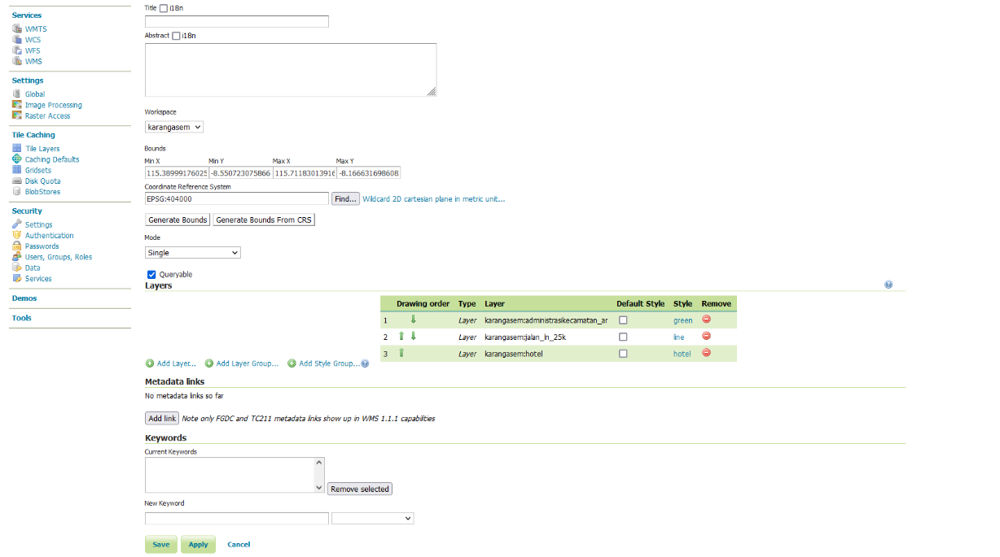 Services
WMTS
WCS
WFS
WMS
Settings
Global
Image Processing
Raster Access
Tile Caching
Tile Layers
Caching Defaults
Gridsets
Disk Quota
BlobStores
Security
Settings
Authentication
Passwords
Users, Groups, Roles
Data
Services
Demos
Tools
Title i18n
Abstract i18n
Workspace
karangasem
Bounds
Min X Min Y Max X Max Y
115.38999176025 -8.550723075866 115.71183013916 -8.166631698608
Coordinate Reference System
EPSG:404000 Find... Wildcard 2D cartesian plane in metric unit...
Generate Bounds Generate Bounds From CRS
Mode
Single
Queryable
Layers
Drawing order Type Layer Default Style Style Remove
1 Layer karangasem:administrasikecamatan_ar green
2 Layer karangasem:jalan_ln_25k line
3 Layer karangasem:hotel hotel
Add Layer... Add Layer Group... Add Style Group...
Metadata links
No metadata links so far
Add link Note only FGDC and TC211 metadata links show up in WMS 1.1.1 capabilities
Keywords
Current Keywords
Remove selected
New Keyword
Save Apply Cancel